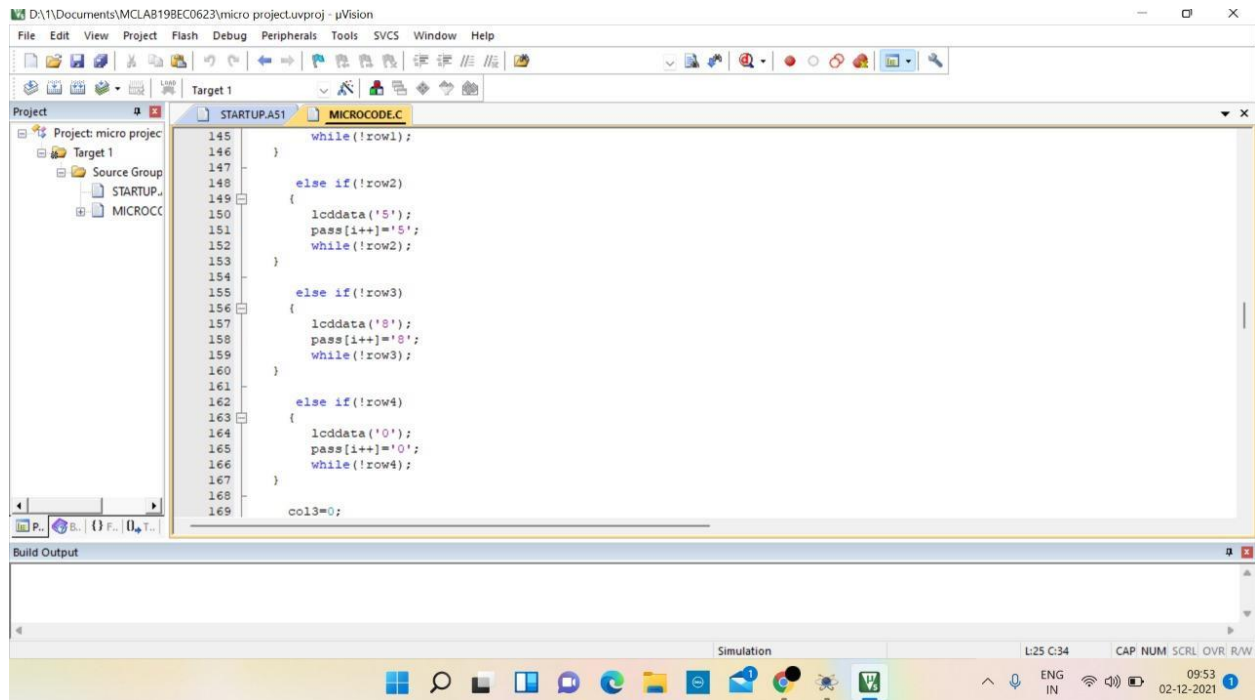 D:\1\Documents\MCLAB19BEC0623\micro project.uvproj - µVision
File Edit View Project Flash Debug Peripherals Tools SVCS Window Help
LOAD Target 1
Project STARTUP.A51 MICROCODE.C
Project: micro projec
Target 1
Source Group
STARTUP.
MICROCC
145 while(!row1);
146 }
147
148 else if(!row2)
149 {
150 lcddata('5');
151 pass[i++]='5';
152 while(!row2);
153 }
154
155 else if(!row3)
156 {
157 lcddata('8');
158 pass[i++]='8';
159 while(!row3);
160 }
161
162 else if(!row4)
163 {
164 lcddata('0');
165 pass[i++]='0';
166 while(!row4);
167 }
168
169 col3=0;
P.. B.. {} F.. T..
Build Output
Simulation L:25 C:34 CAP NUM SCRL OVR R/W
ENG 09:53
IN 02-12-2021 1